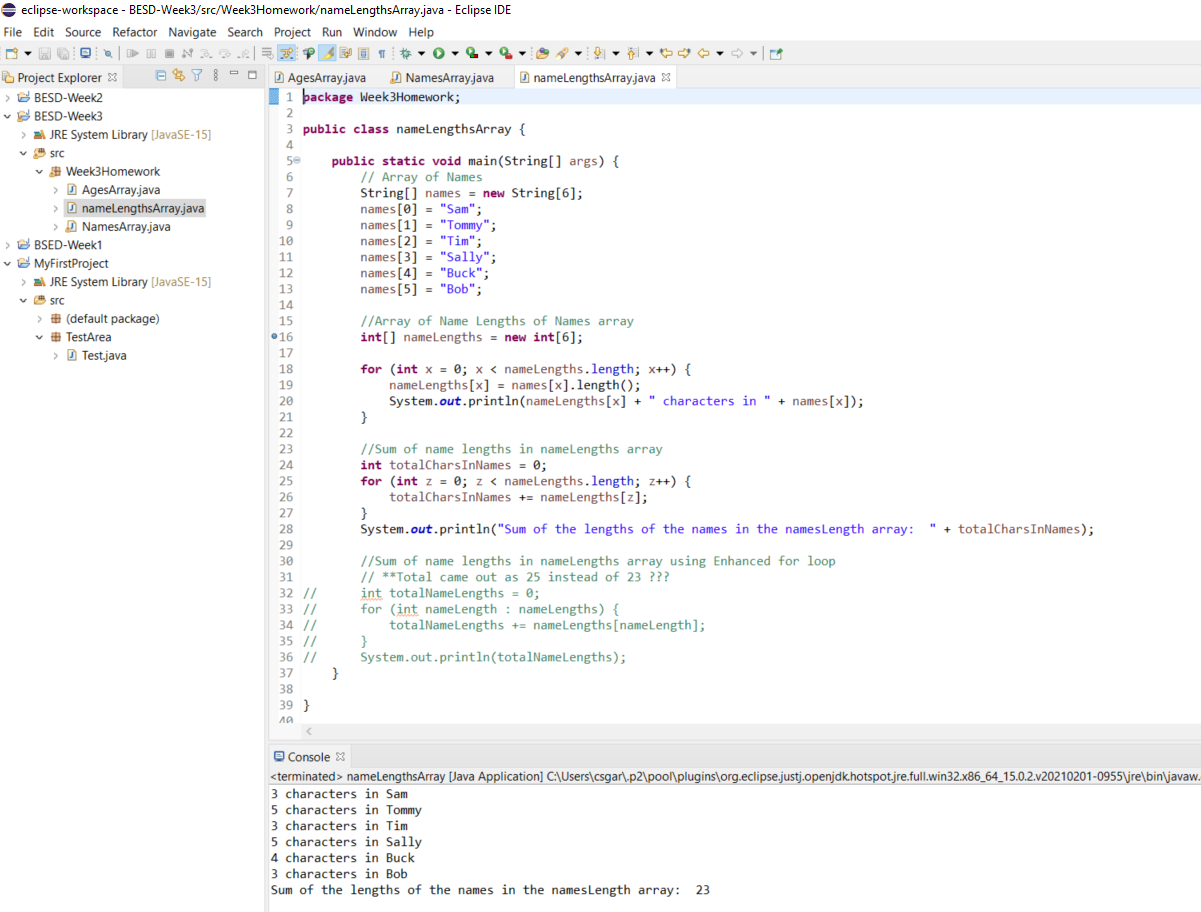 eclipse-workspace - BESD-Week3/src/Week3Homework/nameLengthsArray.java - Eclipse IDE
File Edit Source Refactor Navigate Search Project Run Window Help
Project Explorer
BESD-Week2
BESD-Week3
JRE System Library [JavaSE-15]
src
Week3Homework
AgesArray.java
nameLengthsArray.java
NamesArray.java
BSED-Week1
MyFirstProject
JRE System Library [JavaSE-15]
src
(default package)
TestArea
Test.java
AgesArray.java NamesArray.java nameLengthsArray.java
1 package Week3Homework;
2
3 public class nameLengthsArray {
4
5 public static void main(String[] args) {
6 // Array of Names
7 String[] names = new String[6];
8 names[0] = "Sam";
9 names[1] = "Tommy";
10 names[2] = "Tim";
11 names[3] = "Sally";
12 names[4] = "Buck";
13 names[5] = "Bob";
14
15 //Array of Name Lengths of Names array
16 int[] nameLengths = new int[6];
17
18 for (int x = 0; x < nameLengths.length; x++) {
19 nameLengths[x] = names[x].length();
20 System.out.println(nameLengths[x] + " characters in " + names[x]);
21 }
22
23 //Sum of name lengths in nameLengths array
24 int totalCharsInNames = 0;
25 for (int z = 0; z < nameLengths.length; z++) {
26 totalCharsInNames += nameLengths[z];
27 }
28 System.out.println("Sum of the lengths of the names in the namesLength array:  " + totalCharsInNames);
29
30 //Sum of name lengths in nameLengths array using Enhanced for loop
31 // **Total came out as 25 instead of 23 ???
32 // int totalNameLengths = 0;
33 // for (int nameLength : nameLengths) {
34 // totalNameLengths += nameLengths[nameLength];
35 // }
36 // System.out.println(totalNameLengths);
37 }
38
39 }
40
Console
<terminated> nameLengthsArray [Java Application] C:\Users\csgar\.p2\pool\plugins\org.eclipse.justj.openjdk.hotspot.jre.full.win32.x86_64_15.0.2.v20210201-0955\jre\bin\javaw.
3 characters in Sam
5 characters in Tommy
3 characters in Tim
5 characters in Sally
4 characters in Buck
3 characters in Bob
Sum of the lengths of the names in the namesLength array:  23